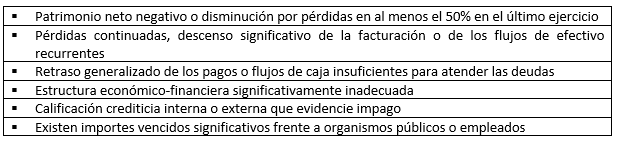 ▪ Patrimonio neto negativo o disminución por pérdidas en al menos el 50% en el último ejercicio
▪ Pérdidas continuadas, descenso significativo de la facturación o de los flujos de efectivo
recurrentes
▪ Retraso generalizado de los pagos o flujos de caja insuficientes para atender las deudas
▪ Estructura económico-financiera significativamente inadecuada
▪ Calificación crediticia interna o externa que evidencie impago
▪ Existen importes vencidos significativos frente a organismos públicos o empleados